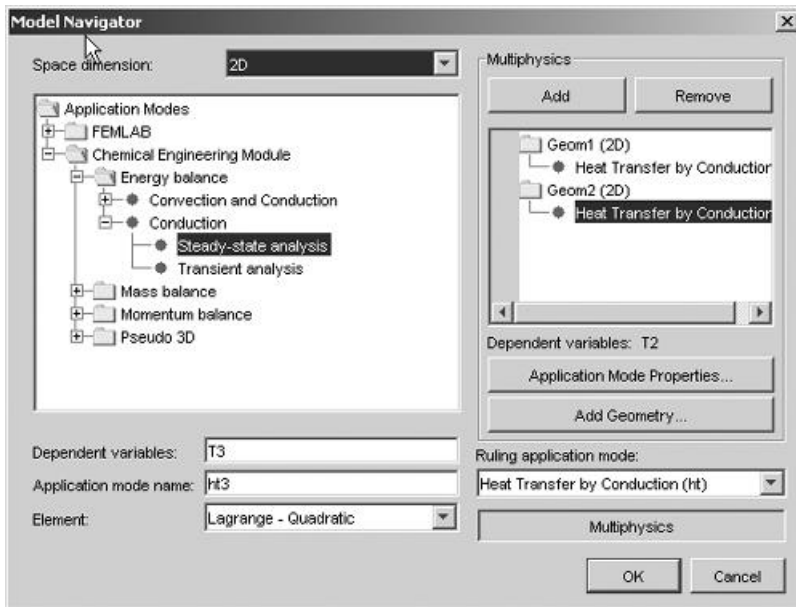 Model Navigator
Space dimension: 2D
Application Modes
FEMLAB
Chemical Engineering Module
Energy balance
Convection and Conduction
Conduction
Steady-state analysis
Transient analysis
Mass balance
Momentum balance
Pseudo 3D
Dependent variables: T3
Application mode name: ht3
Element: Lagrange - Quadratic
Multiphysics
Add Remove
Geom1 (2D)
Heat Transfer by Conduction
Geom2 (2D)
Heat Transfer by Conduction
Dependent variables: T2
Application Mode Properties...
Add Geometry...
Ruling application mode:
Heat Transfer by Conduction (ht)
Multiphysics
OK Cancel